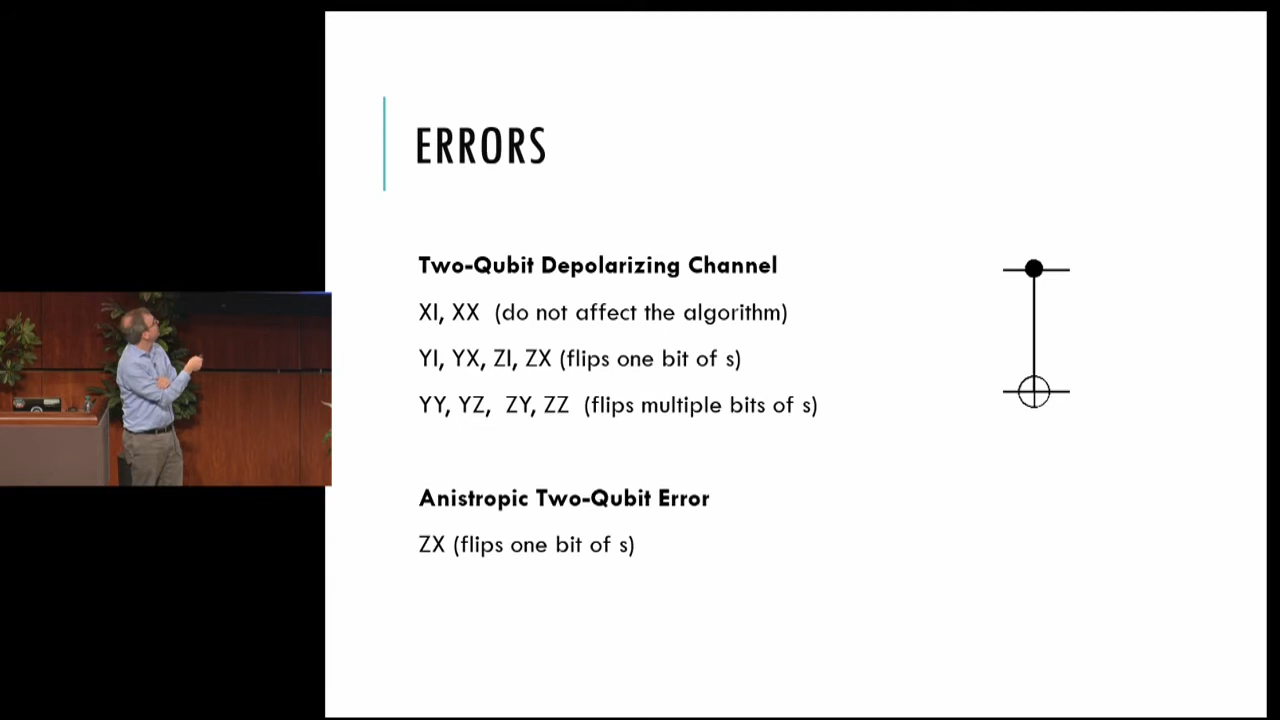 ERRORS
Two-Qubit Depolarizing Channel
XI, XX (do not affect the algorithm)
YI, YX, ZI, ZX (flips one bit of s)
YY, YZ, ZY, ZZ (flips multiple bits of s)
Anistropic Two-Qubit Error
ZX (flips one bit of s)